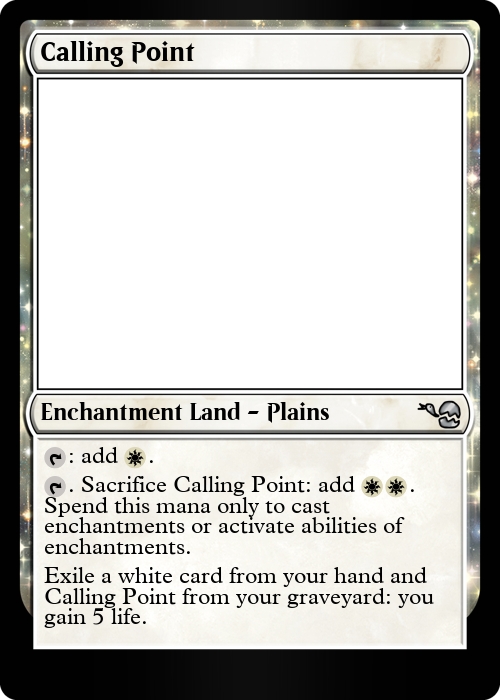 Calling Point
Enchantment Land – Plains
: add .
. Sacrifice Calling Point: add .
Spend this mana only to cast
enchantments or activate abilities of
enchantments.
Exile a white card from your hand and
Calling Point from your graveyard: you
gain 5 life.